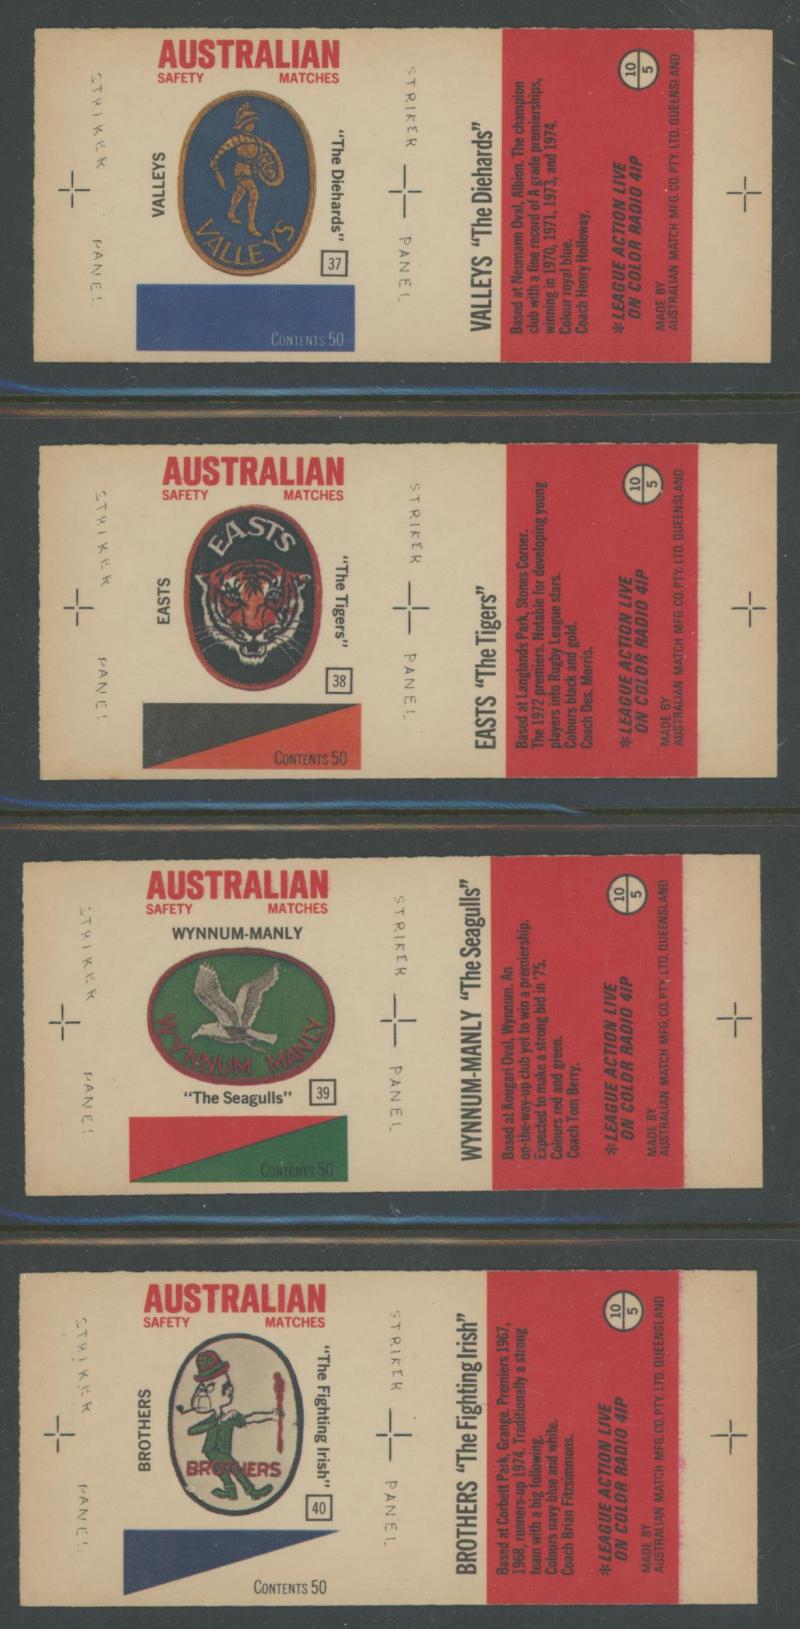 AUSTRALIAN
SAFETY MATCHES
VALLEYS
VALLEYS
"The Diehards"
37
CONTENTS 50
STRIKER PANEL
STRIKER PANEL
VALLEYS "The Diehards"
Based at Neumann Oval, Albion. The champion
club with a fine record of A grade premierships,
winning in 1970, 1971, 1973, and 1974.
Colour royal blue.
Coach Henry Holloway.
*LEAGUE ACTION LIVE
ON COLOR RADIO 4IP
MADE BY
AUSTRALIAN MATCH MFG. CO. PTY. LTD. QUEENSLAND
10
5
AUSTRALIAN
SAFETY MATCHES
EASTS
EASTS
"The Tigers"
38
CONTENTS 50
STRIKER PANEL
STRIKER PANEL
EASTS "The Tigers"
Based at Langlands Park, Stones Corner.
The 1972 premiers. Notable for developing young
players into Rugby League stars.
Colours black and gold.
Coach Des. Morris.
*LEAGUE ACTION LIVE
ON COLOR RADIO 4IP
MADE BY
AUSTRALIAN MATCH MFG. CO. PTY. LTD. QUEENSLAND
10
5
AUSTRALIAN
SAFETY MATCHES
WYNNUM-MANLY
WYNNUM MANLY
"The Seagulls"
39
CONTENTS 50
STRIKER PANEL
STRIKER PANEL
WYNNUM-MANLY "The Seagulls"
Based at Kougari Oval, Wynnum. An
on-the-way-up club yet to win a premiership.
Expected to make a strong bid in '75.
Colours red and green.
Coach Tom Berry.
*LEAGUE ACTION LIVE
ON COLOR RADIO 4IP
MADE BY
AUSTRALIAN MATCH MFG. CO. PTY. LTD. QUEENSLAND
10
5
AUSTRALIAN
SAFETY MATCHES
BROTHERS
BROTHERS
"The Fighting Irish"
40
CONTENTS 50
STRIKER PANEL
STRIKER PANEL
BROTHERS "The Fighting Irish"
Based at Corbett Park, Grange. Premiers 1967,
1968, runners-up 1974. Traditionally a strong
team with a big following.
Colours navy blue and white.
Coach Brian Fitzsimmons.
*LEAGUE ACTION LIVE
ON COLOR RADIO 4IP
MADE BY
AUSTRALIAN MATCH MFG. CO. PTY. LTD. QUEENSLAND
10
5